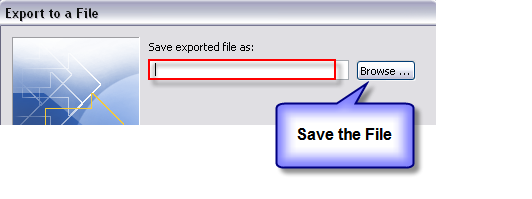 Export to a File
Save exported file as:
Browse ...
Save the File